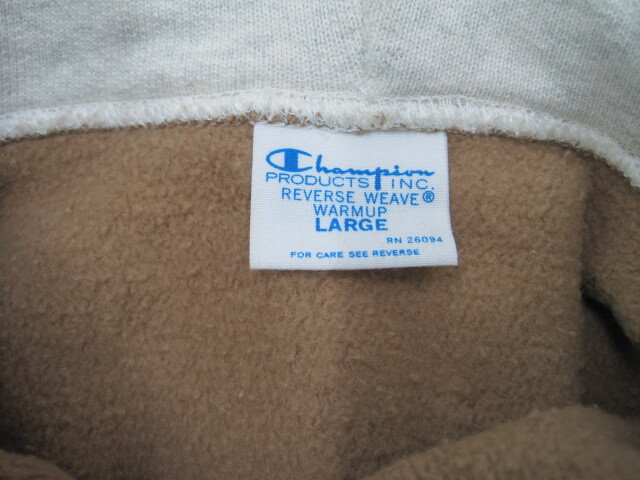 Champion
PRODUCTS INC.
REVERSE WEAVE®
WARMUP
LARGE
RN 26094
FOR CARE SEE REVERSE